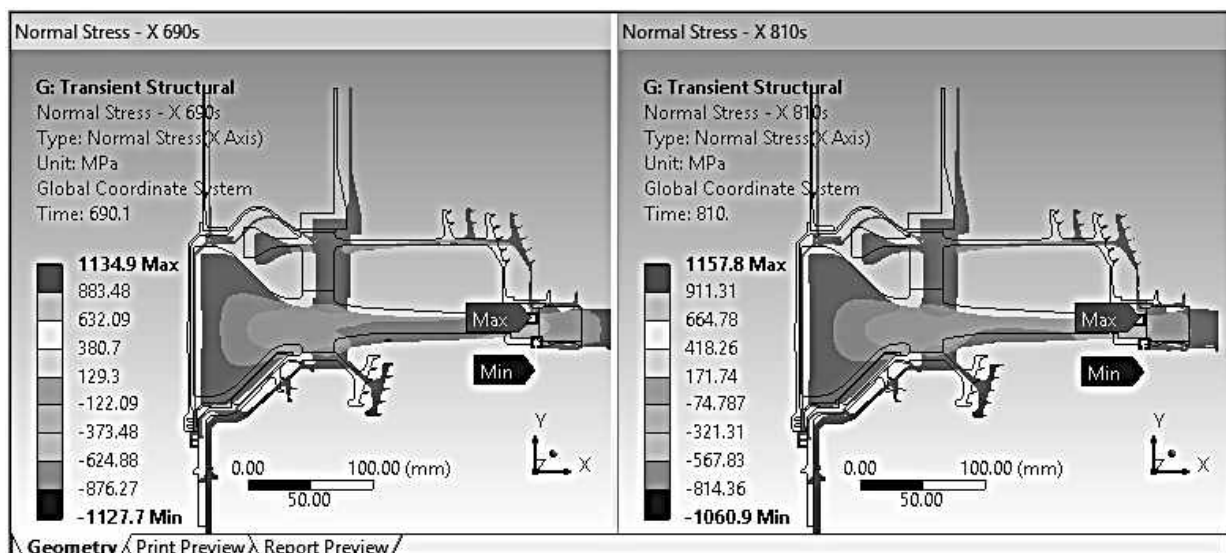 Normal Stress - X 690s
G: Transient Structural
Normal Stress - X 690s
Type: Normal Stress(X Axis)
Unit: MPa
Global Coordinate System
Time: 690.1
1134.9 Max
883.48
632.09
380.7
129.3
-122.09
-373.48
-624.88
-876.27
-1127.7 Min
Max
Min
Y
Z X
0.00 100.00 (mm)
50.00
Normal Stress - X 810s
G: Transient Structural
Normal Stress - X 810s
Type: Normal Stress(X Axis)
Unit: MPa
Global Coordinate System
Time: 810.
1157.8 Max
911.31
664.78
418.26
171.74
-74.787
-321.31
-567.83
-814.36
-1060.9 Min
Max
Min
Y
Z X
0.00 100.00 (mm)
50.00
Geometry Print Preview Report Preview